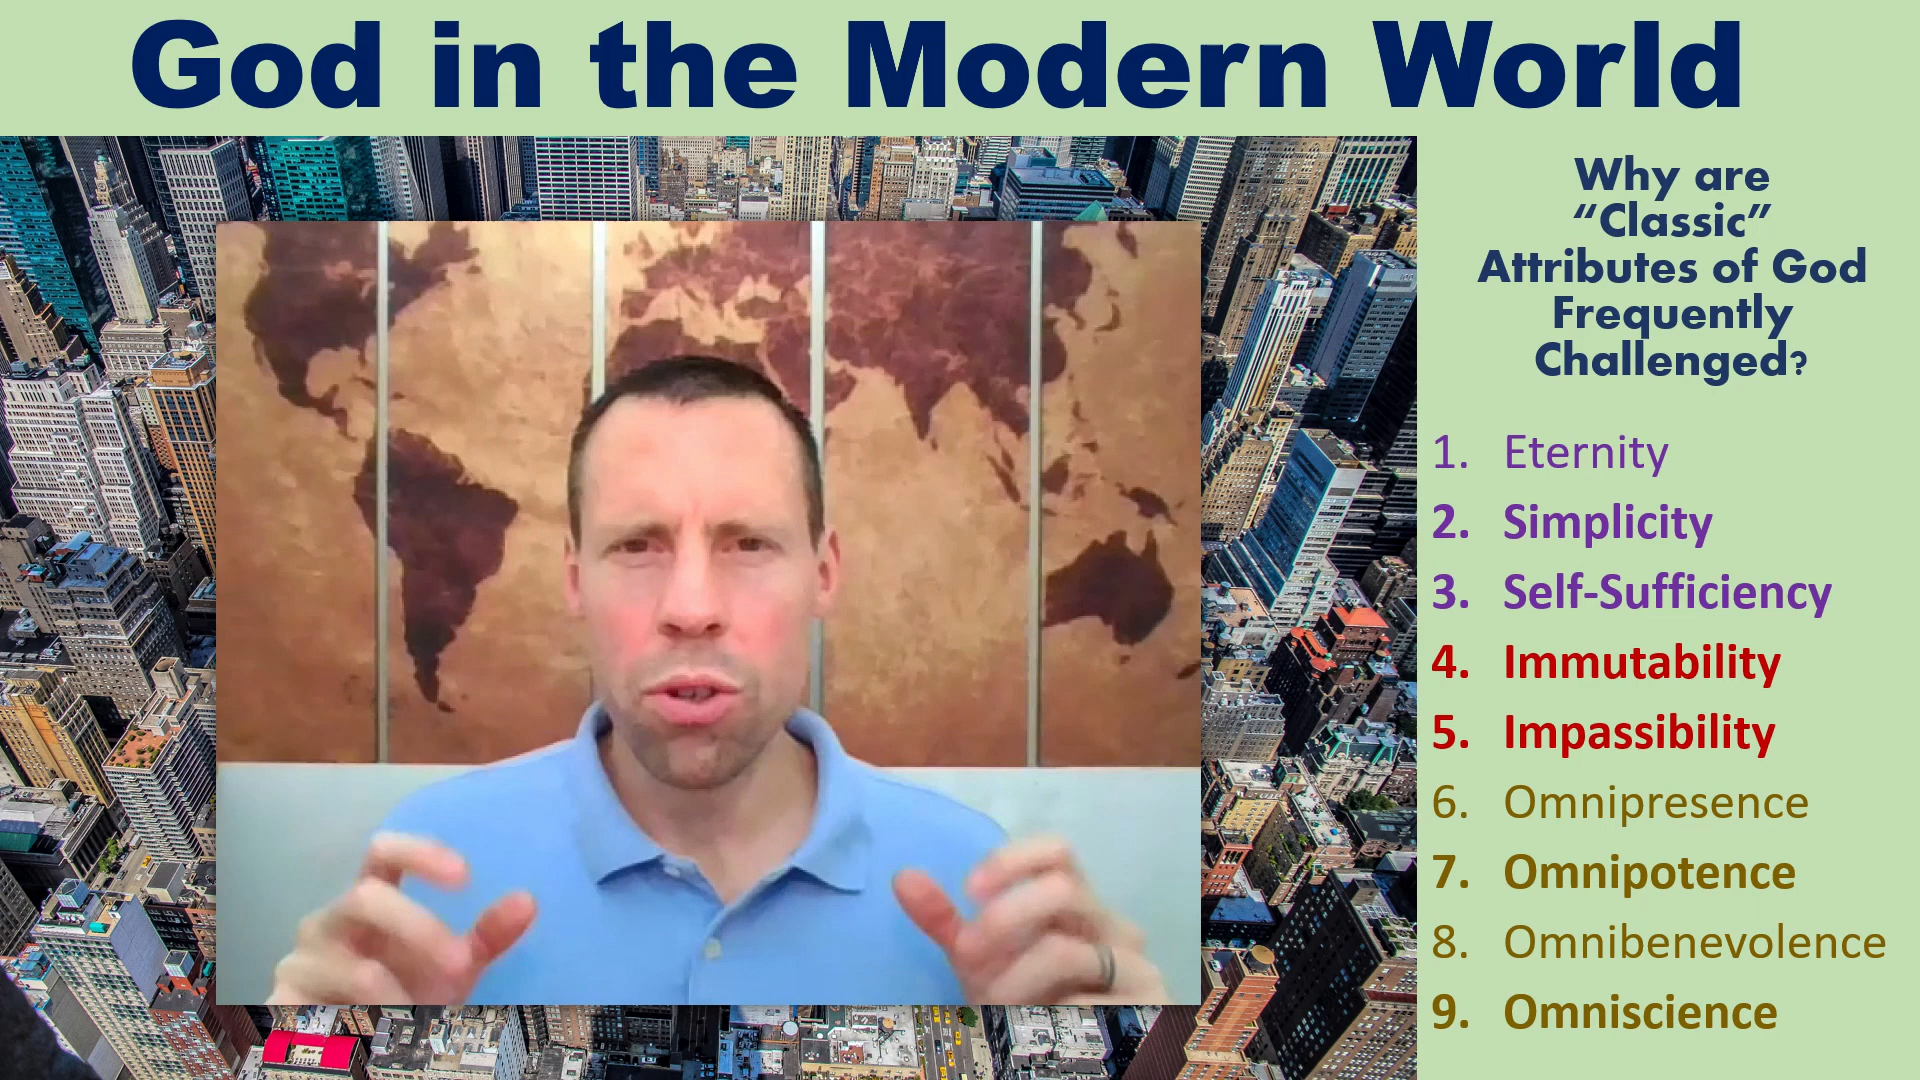 God in the Modern World
Why are
“Classic”
Attributes of God
Frequently
Challenged?
1. Eternity
2. Simplicity
3. Self-Sufficiency
4. Immutability
5. Impassibility
6. Omnipresence
7. Omnipotence
8. Omnibenevolence
9. Omniscience